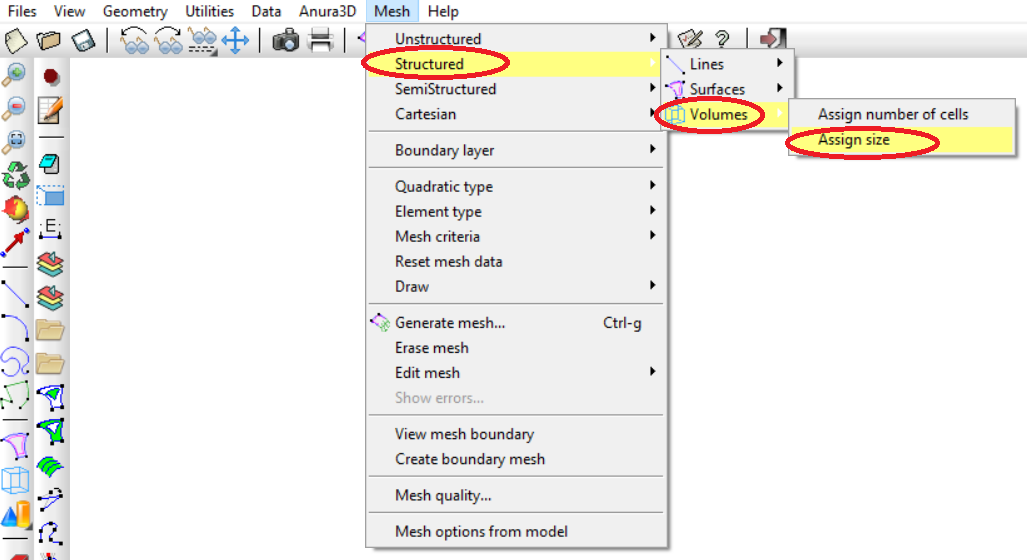 Files View Geometry Utilities Data Anura3D Mesh Help
Unstructured
Structured
SemiStructured
Cartesian
Boundary layer
Quadratic type
Element type
Mesh criteria
Reset mesh data
Draw
Generate mesh... Ctrl-g
Erase mesh
Edit mesh
Show errors...
View mesh boundary
Create boundary mesh
Mesh quality...
Mesh options from model
Lines
Surfaces
Volumes
Assign number of cells
Assign size
E
?